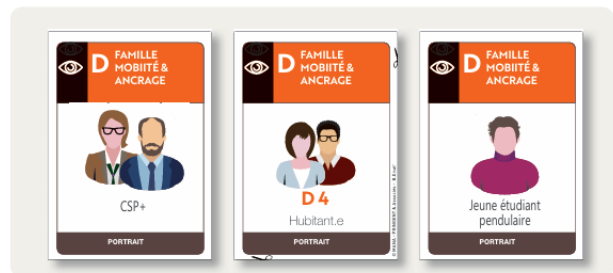 D FAMILLE
MOBIITÉ &
ANCRAGE
CSP+
PORTRAIT
D FAMILLE
MOBIITÉ &
ANCRAGE
D 4
Hubitant.e
PORTRAIT
D FAMILLE
MOBIITÉ &
ANCRAGE
Jeune étudiant
pendulaire
PORTRAIT